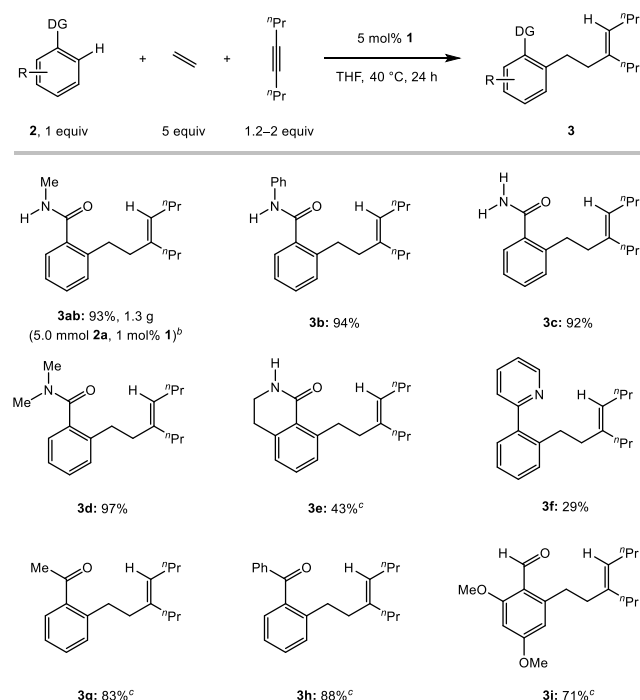 DG
H
R
+
+
ⁿPr
ⁿPr
5 mol% 1
THF, 40 °C, 24 h
DG
R
H
ⁿPr
ⁿPr
2, 1 equiv
5 equiv
1.2–2 equiv
3
Me
N
H
O
H
ⁿPr
ⁿPr
3ab: 93%, 1.3 g
(5.0 mmol 2a, 1 mol% 1)ᵇ
Ph
N
H
O
H
ⁿPr
ⁿPr
3b: 94%
H
N
H
O
H
ⁿPr
ⁿPr
3c: 92%
Me
N
Me
O
H
ⁿPr
ⁿPr
3d: 97%
H
N
O
H
ⁿPr
ⁿPr
3e: 43%ᶜ
N
H
ⁿPr
ⁿPr
3f: 29%
Me
O
H
ⁿPr
ⁿPr
3g: 83%ᶜ
Ph
O
H
ⁿPr
ⁿPr
3h: 88%ᶜ
H
O
MeO
OMe
H
ⁿPr
ⁿPr
3i: 71%ᶜ